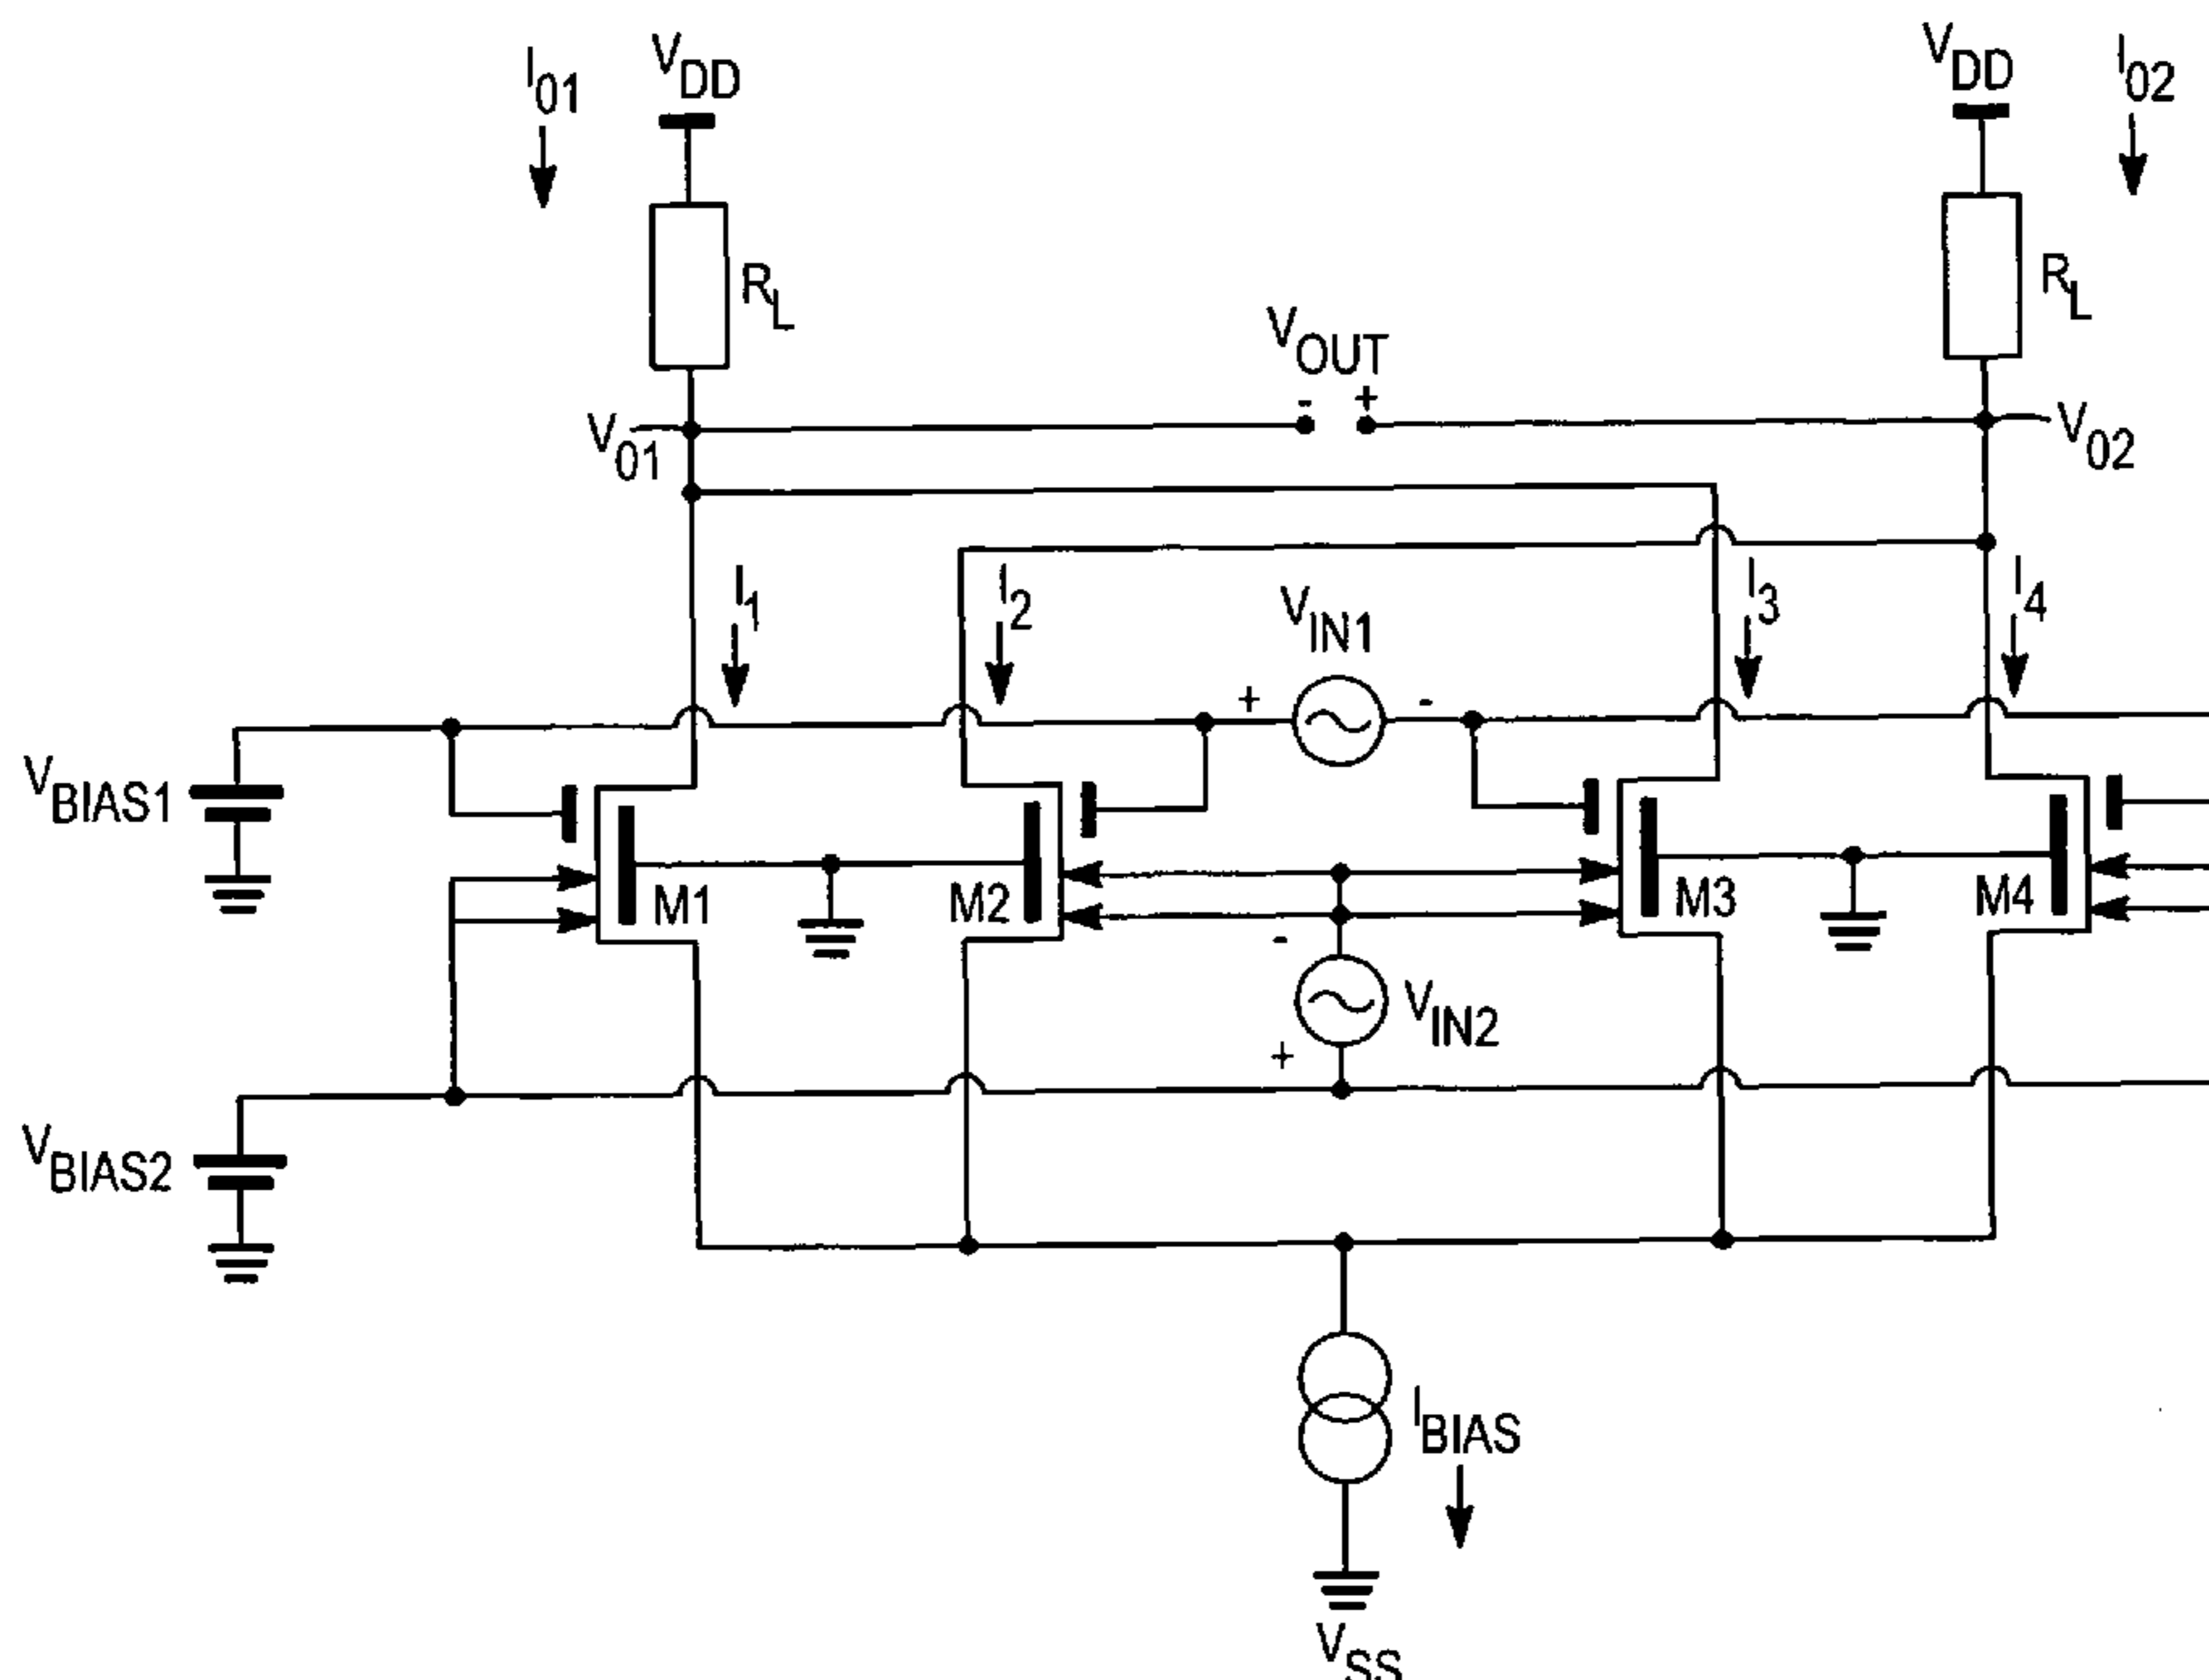 I01
VDD
VDD
I02
RL
RL
VOUT
- +
V01
V02
I1
I2
VIN1
I3
I4
+ -
VBIAS1
M1
M2
M3
M4
-
VIN2
+
VBIAS2
IBIAS
VSS